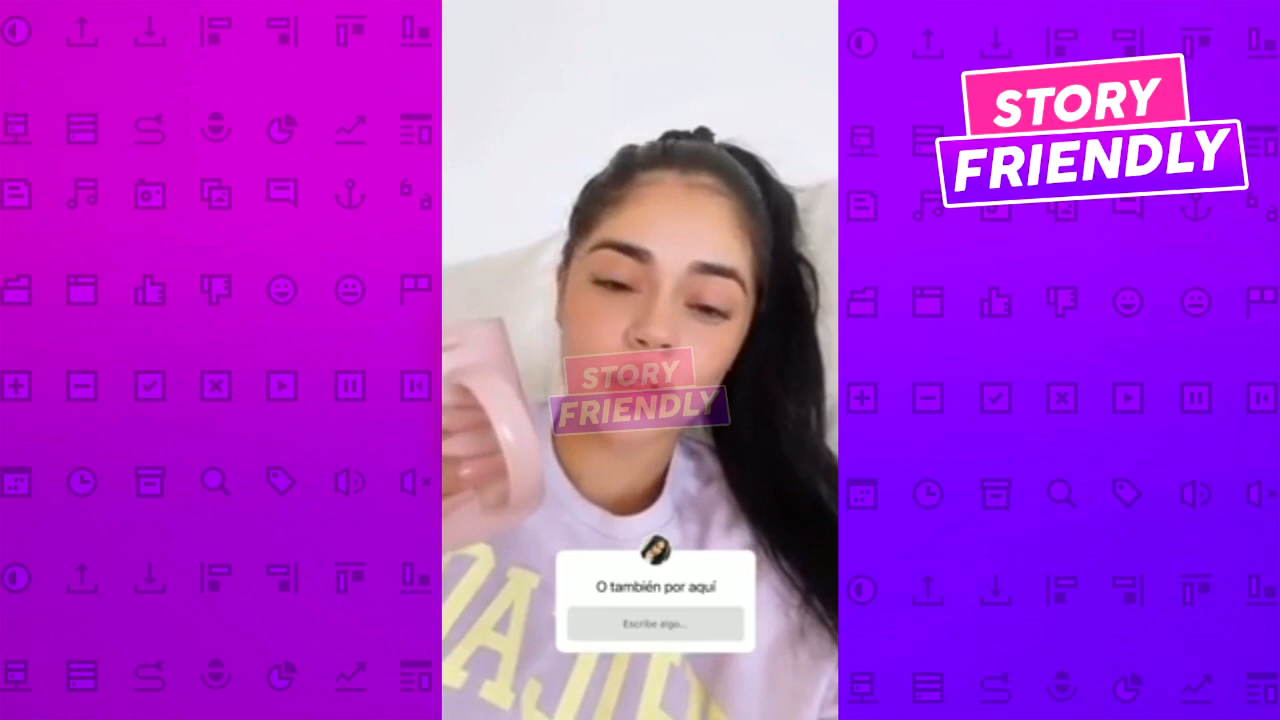 STORY
FRIENDLY
STORY
FRIENDLY
O también por aquí
Escribe algo...